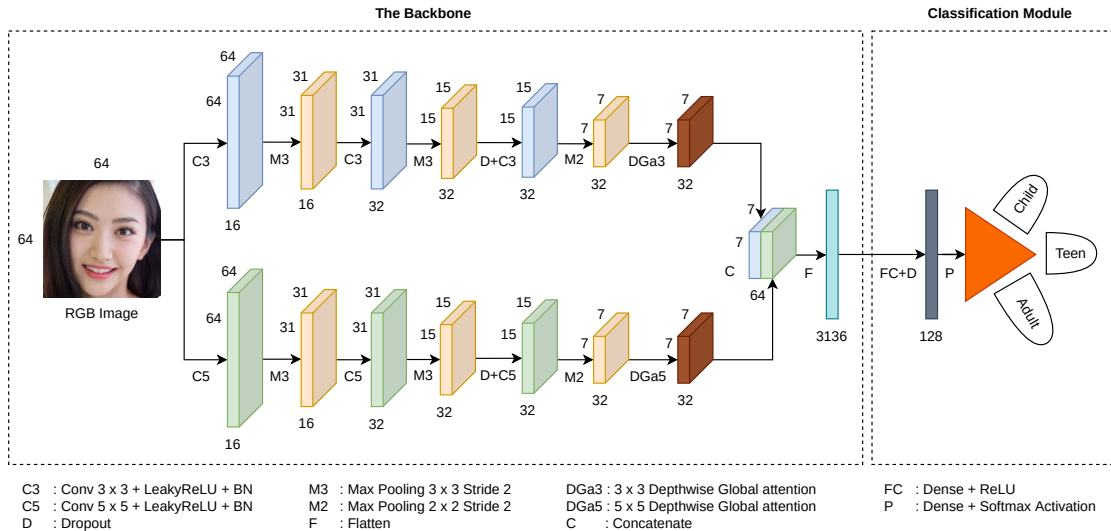 The Backbone
Classification Module
64
64
RGB Image
64
64
16
C3
M3
31
31
16
C3
31
31
32
M3
15
15
32
D+C3
15
15
32
M2
7
7
32
DGa3
7
7
32
64
64
16
C5
M3
31
31
16
C5
31
31
32
M3
15
15
32
D+C5
15
15
32
M2
7
7
32
DGa5
7
7
32
7
7
C
64
F
3136
FC+D
128
P
Child
Teen
Adult
C3 : Conv 3 x 3 + LeakyReLU + BN
C5 : Conv 5 x 5 + LeakyReLU + BN
D : Dropout
M3 : Max Pooling 3 x 3 Stride 2
M2 : Max Pooling 2 x 2 Stride 2
F : Flatten
DGa3 : 3 x 3 Depthwise Global attention
DGa5 : 5 x 5 Depthwise Global attention
C : Concatenate
FC : Dense + ReLU
P : Dense + Softmax Activation